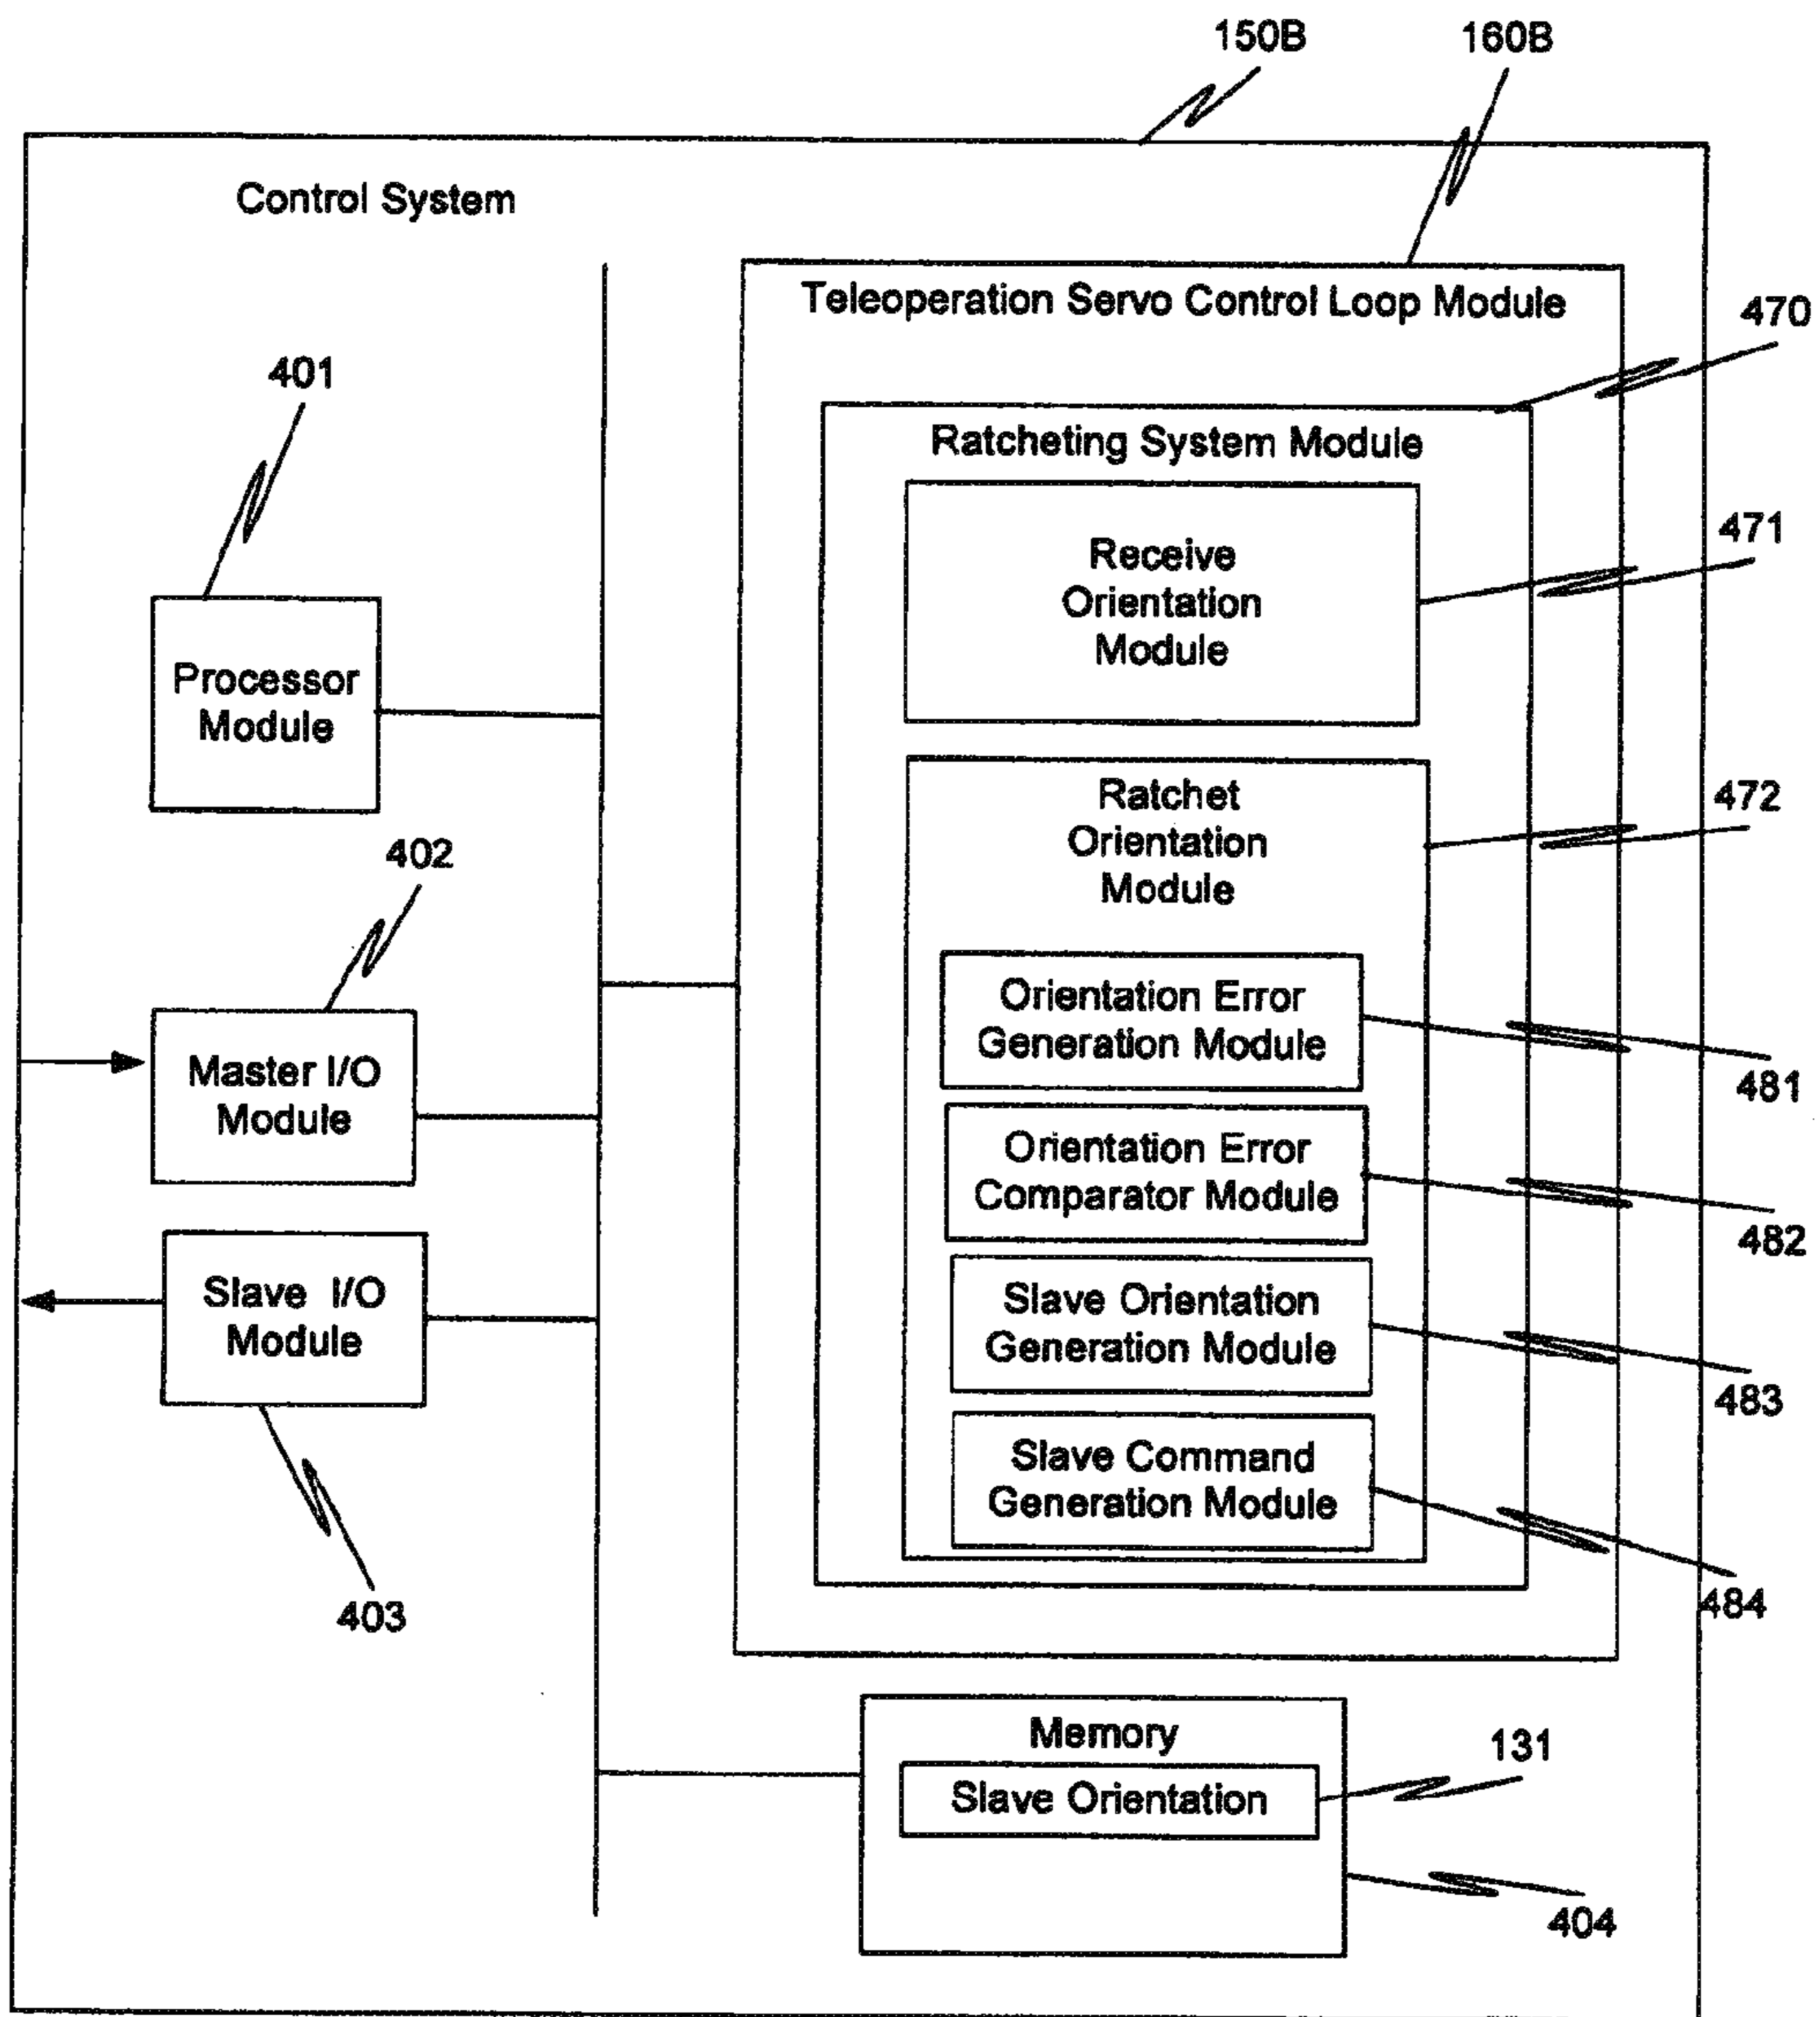 150B
160B
Control System
Teleoperation Servo Control Loop Module
470
401
Ratcheting System Module
471
Receive
Orientation
Module
Processor
Module
472
Ratchet
Orientation
Module
402
Orientation Error
Generation Module
481
Master I/O
Module
Orientation Error
Comparator Module
482
Slave I/O
Module
Slave Orientation
Generation Module
483
Slave Command
Generation Module
484
403
Memory
131
Slave Orientation
404